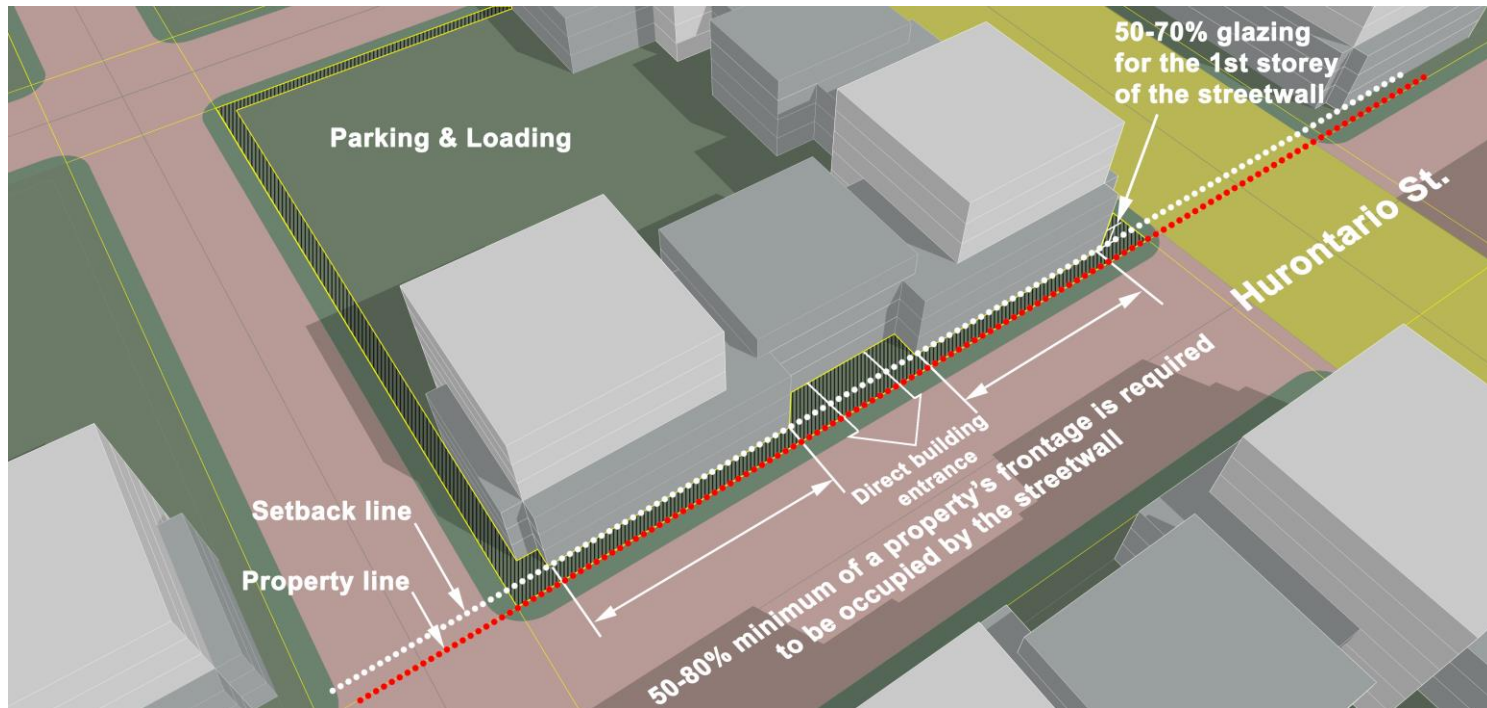 50-70% glazing
for the 1st storey
of the streetwall
Parking & Loading
Hurontario St.
Setback line
Property line
Direct building
entrance
50-80% minimum of a property's frontage is required
to be occupied by the streetwall